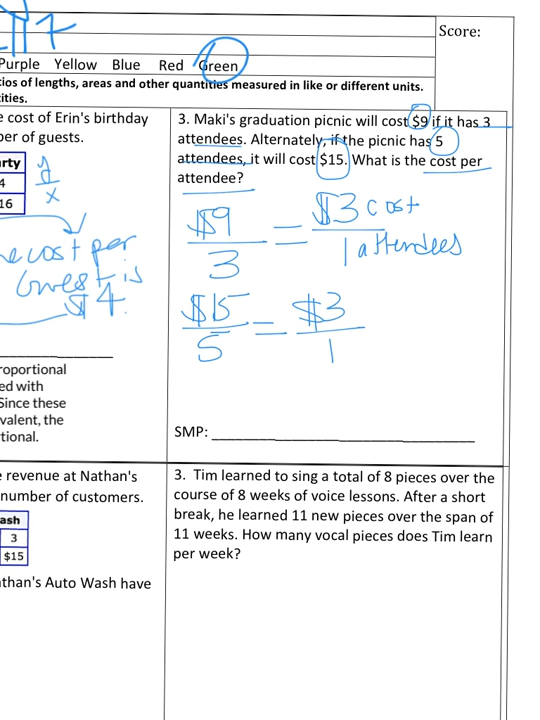 Score:
Purple Yellow Blue Red Green
ios of lengths, areas and other quantities measured in like or different units.
ities.
e cost of Erin's birthday
per of guests.
rty
4
16
y
x
e cost per
Guest is
$4.
roportional
ed with
Since these
valent, the
tional.
3. Maki's graduation picnic will cost $9 if it has 3
attendees. Alternately, if the picnic has 5
attendees, it will cost $15. What is the cost per
attendee?
$9 = $3 cost
3 1 attendees
$15 = $3
5 1
SMP:
e revenue at Nathan's
number of customers.
ash
3
$15
athan's Auto Wash have
3. Tim learned to sing a total of 8 pieces over the
course of 8 weeks of voice lessons. After a short
break, he learned 11 new pieces over the span of
11 weeks. How many vocal pieces does Tim learn
per week?